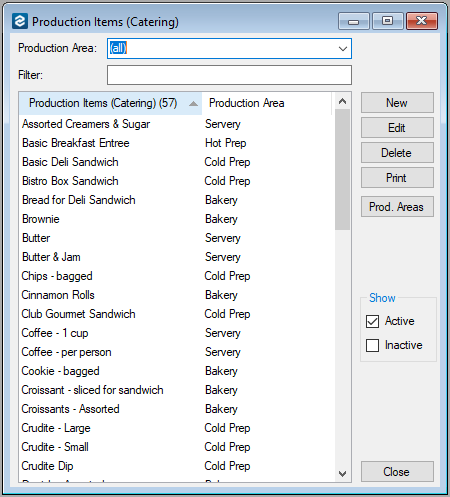 Production Items (Catering)
Production Area: (all)
Filter:
Production Items (Catering) (57) Production Area
Assorted Creamers & Sugar Servery
Basic Breakfast Entree Hot Prep
Basic Deli Sandwich Cold Prep
Bistro Box Sandwich Cold Prep
Bread for Deli Sandwich Bakery
Brownie Bakery
Butter Servery
Butter & Jam Servery
Chips - bagged Cold Prep
Cinnamon Rolls Bakery
Club Gourmet Sandwich Cold Prep
Coffee - 1 cup Servery
Coffee - per person Servery
Cookie - bagged Bakery
Croissant - sliced for sandwich Bakery
Croissants - Assorted Bakery
Crudite - Large Cold Prep
Crudite - Small Cold Prep
Crudite Dip Cold Prep
New
Edit
Delete
Print
Prod. Areas
Show
Active
Inactive
Close